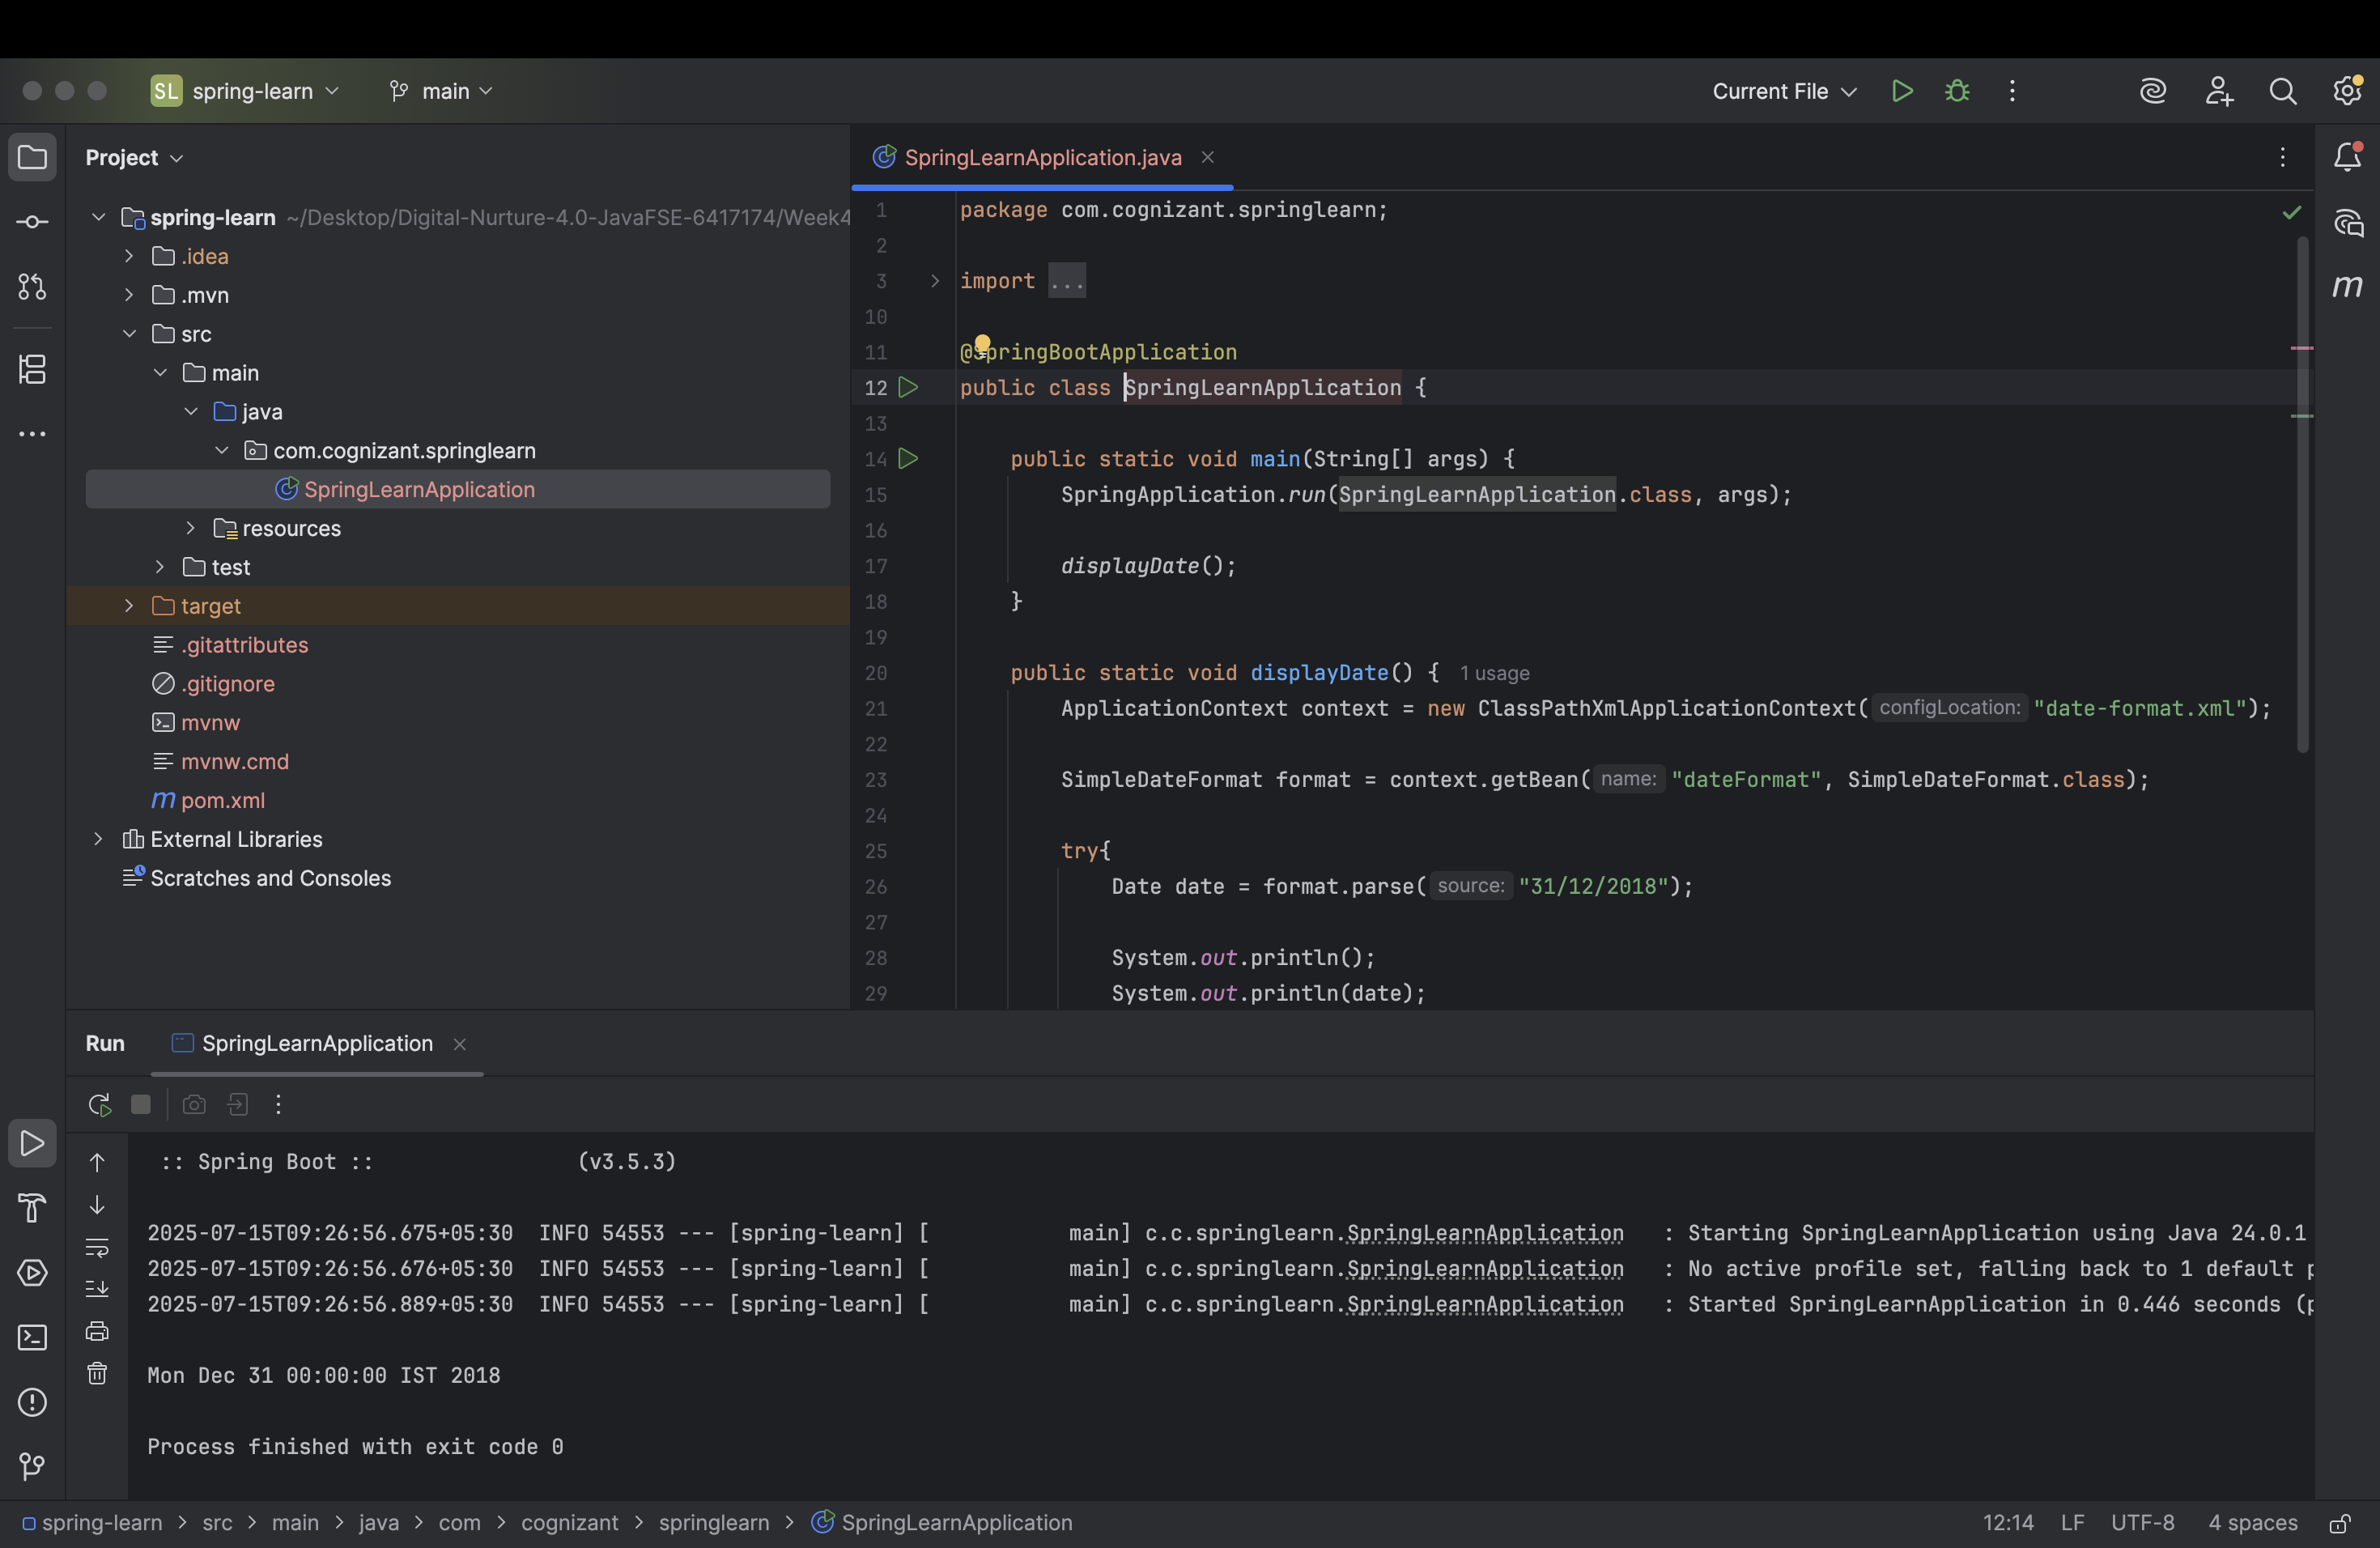 SL spring-learn main Current File
Project
spring-learn ~/Desktop/Digital-Nurture-4.0-JavaFSE-6417174/Week4
.idea
.mvn
src
main
java
com.cognizant.springlearn
SpringLearnApplication
resources
test
target
.gitattributes
.gitignore
mvnw
mvnw.cmd
m pom.xml
External Libraries
Scratches and Consoles
SpringLearnApplication.java
1 package com.cognizant.springlearn;
2
3 import ...
10
11 @SpringBootApplication
12 public class SpringLearnApplication {
13
14 public static void main(String[] args) {
15 SpringApplication.run(SpringLearnApplication.class, args);
16
17 displayDate();
18 }
19
20 public static void displayDate() { 1 usage
21 ApplicationContext context = new ClassPathXmlApplicationContext( configLocation: "date-format.xml");
22
23 SimpleDateFormat format = context.getBean( name: "dateFormat", SimpleDateFormat.class);
24
25 try{
26 Date date = format.parse( source: "31/12/2018");
27
28 System.out.println();
29 System.out.println(date);
m
Run SpringLearnApplication
:: Spring Boot :: (v3.5.3)
2025-07-15T09:26:56.675+05:30 INFO 54553 --- [spring-learn] [ main] c.c.springlearn.SpringLearnApplication : Starting SpringLearnApplication using Java 24.0.1
2025-07-15T09:26:56.676+05:30 INFO 54553 --- [spring-learn] [ main] c.c.springlearn.SpringLearnApplication : No active profile set, falling back to 1 default p
2025-07-15T09:26:56.889+05:30 INFO 54553 --- [spring-learn] [ main] c.c.springlearn.SpringLearnApplication : Started SpringLearnApplication in 0.446 seconds (p
Mon Dec 31 00:00:00 IST 2018
Process finished with exit code 0
spring-learn > src > main > java > com > cognizant > springlearn > SpringLearnApplication 12:14 LF UTF-8 4 spaces